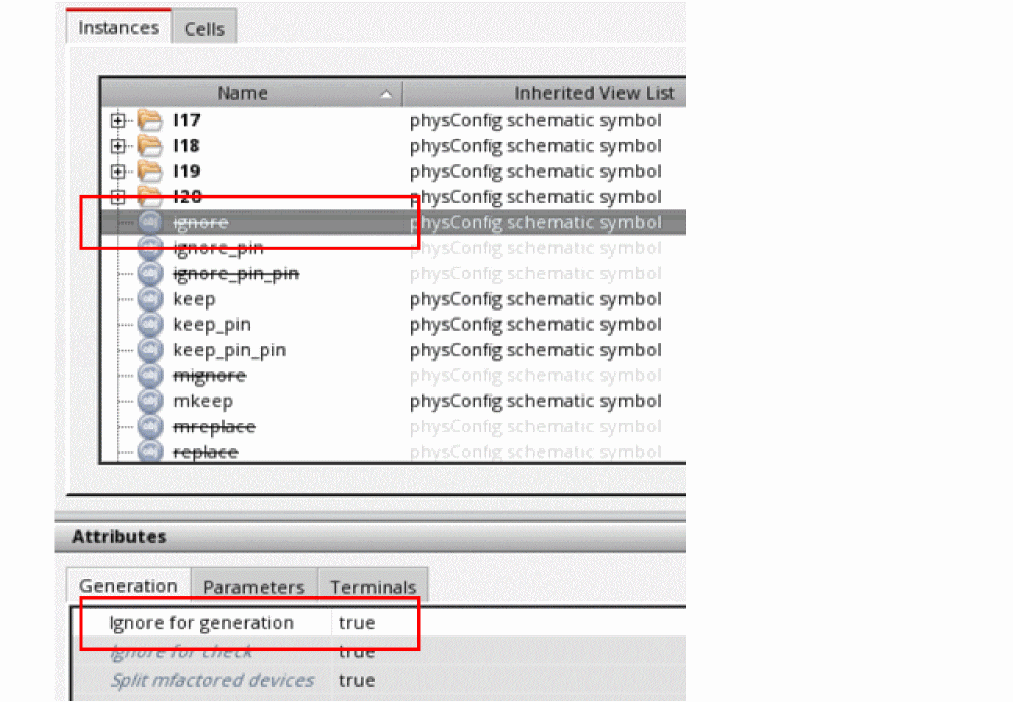 Instances Cells
Name Inherited View List
I17 physConfig schematic symbol
I18 physConfig schematic symbol
I19 physConfig schematic symbol
I20 physConfig schematic symbol
ignore physConfig schematic symbol
ignore_pin physConfig schematic symbol
ignore_pin_pin physConfig schematic symbol
keep physConfig schematic symbol
keep_pin physConfig schematic symbol
keep_pin_pin physConfig schematic symbol
mignore physConfig schematic symbol
mkeep physConfig schematic symbol
mreplace physConfig schematic symbol
replace physConfig schematic symbol
Attributes
Generation Parameters Terminals
Ignore for generation true
Ignore for check true
Split mfactored devices true